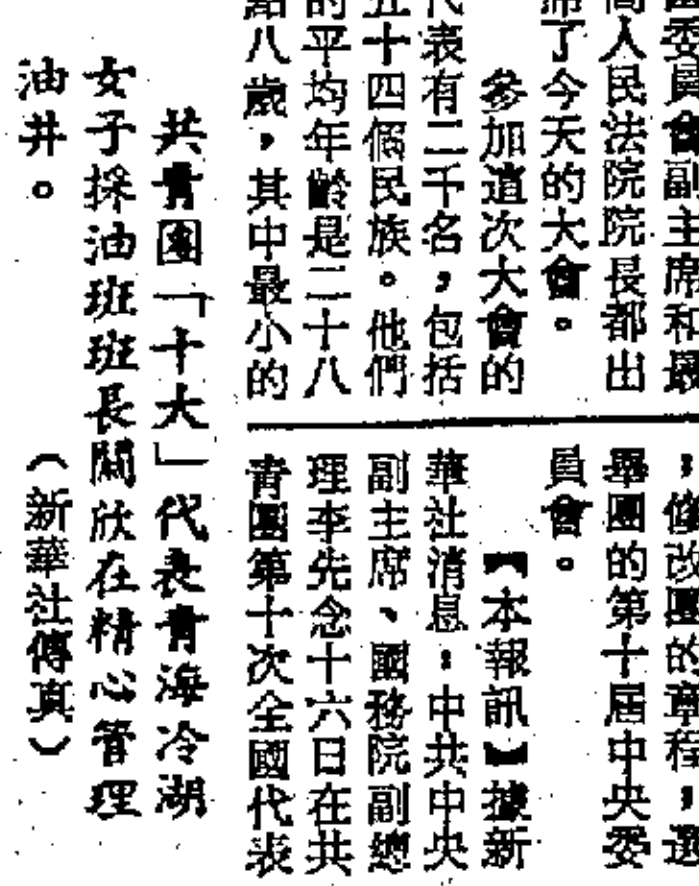 委員會副主席和最
高人民法院院長都出
席了今天的大會。
參加這次大會的
代表有二千名，包括
五十四個民族。他們
的平均年齡是二十八
點八歲，其中最小的
，修改團的章程，選
舉團的第十屆中央委
員會。
【本報訊】據新
華社消息：中共中央
副主席、國務院副總
理李先念十六日在共
青團第十次全國代表
共青團「十大」代表青海冷湖
女子採油班班長關欣在精心管理
油井。
（新華社傳真）